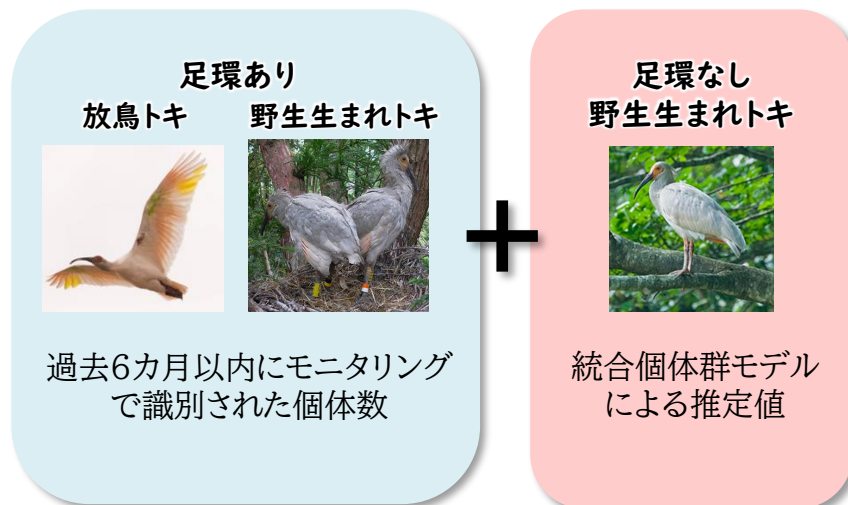 足環あり
放鳥トキ 野生生まれトキ
過去6カ月以内にモニタリング
で識別された個体数
+
足環なし
野生生まれトキ
統合個体群モデル
による推定値